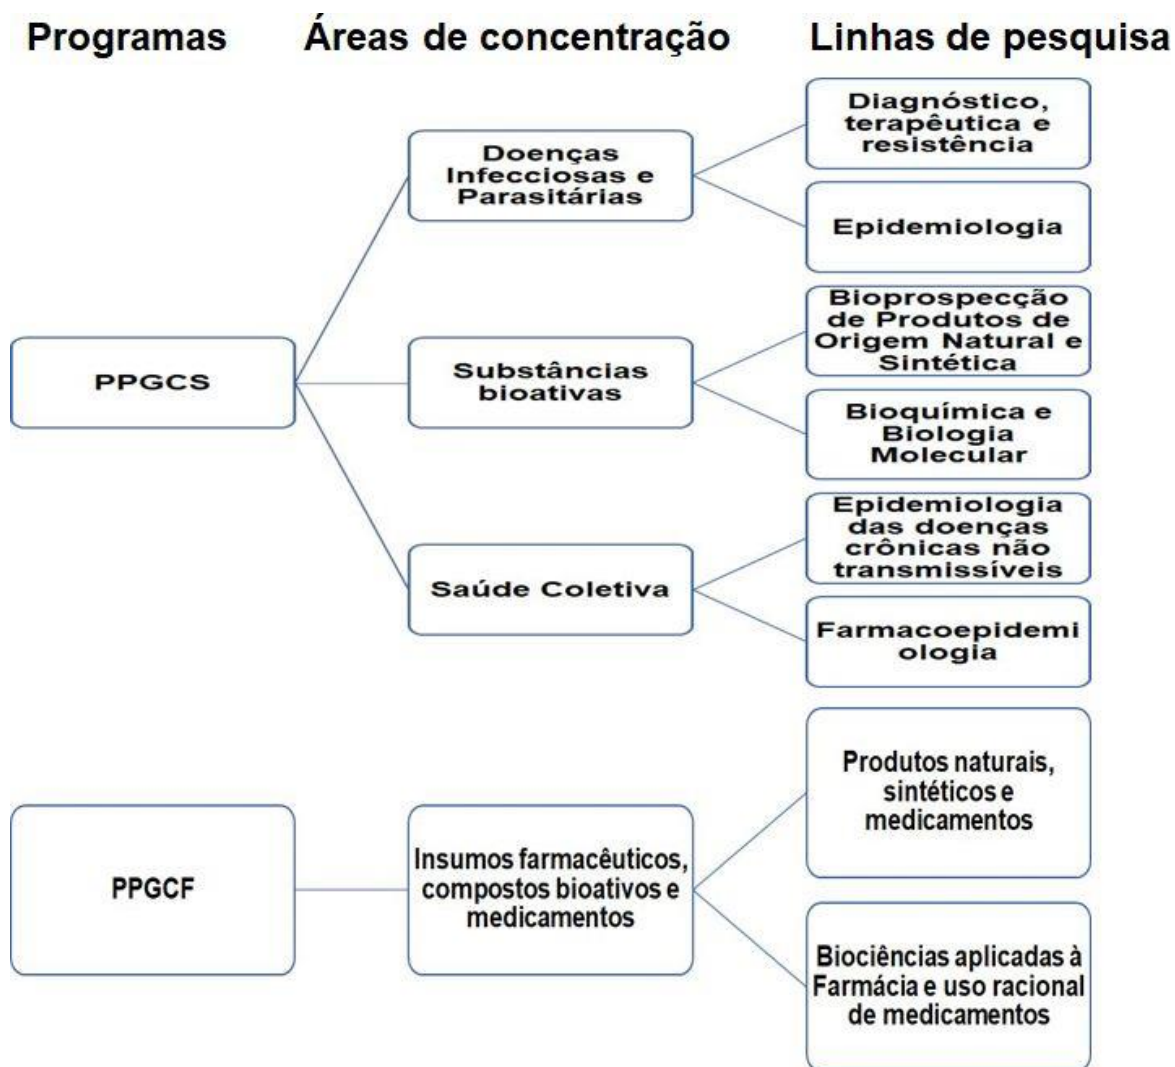 Programas
Áreas de concentração
Linhas de pesquisa
PPGCS
Doenças
Infecciosas e
Parasitárias
Diagnóstico,
terapêutica e
resistência
Epidemiologia
Substâncias
bioativas
Bioprospecção
de Produtos de
Origem Natural e
Sintética
Bioquímica e
Biologia
Molecular
Saúde Coletiva
Epidemiologia
das doenças
crônicas não
transmissíveis
Farmacoepidemi
ologia
PPGCF
Insumos farmacêuticos,
compostos bioativos e
medicamentos
Produtos naturais,
sintéticos e
medicamentos
Biociências aplicadas à
Farmácia e uso racional
de medicamentos